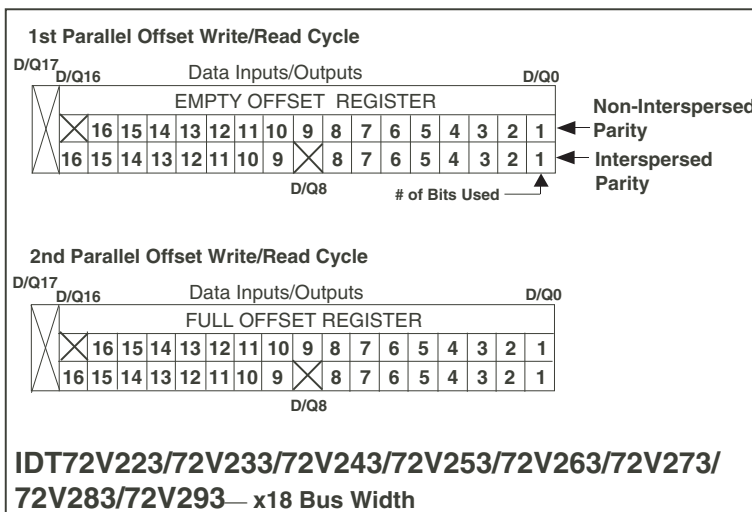 1st Parallel Offset Write/Read Cycle
D/Q17
D/Q16 Data Inputs/Outputs D/Q0
EMPTY OFFSET REGISTER
16 15 14 13 12 11 10 9 8 7 6 5 4 3 2 1
Non-Interspersed
Parity
16 15 14 13 12 11 10 9 8 7 6 5 4 3 2 1
Interspersed
Parity
D/Q8
# of Bits Used
2nd Parallel Offset Write/Read Cycle
D/Q17
D/Q16 Data Inputs/Outputs D/Q0
FULL OFFSET REGISTER
16 15 14 13 12 11 10 9 8 7 6 5 4 3 2 1
16 15 14 13 12 11 10 9 8 7 6 5 4 3 2 1
D/Q8
IDT72V223/72V233/72V243/72V253/72V263/72V273/
72V283/72V293— x18 Bus Width